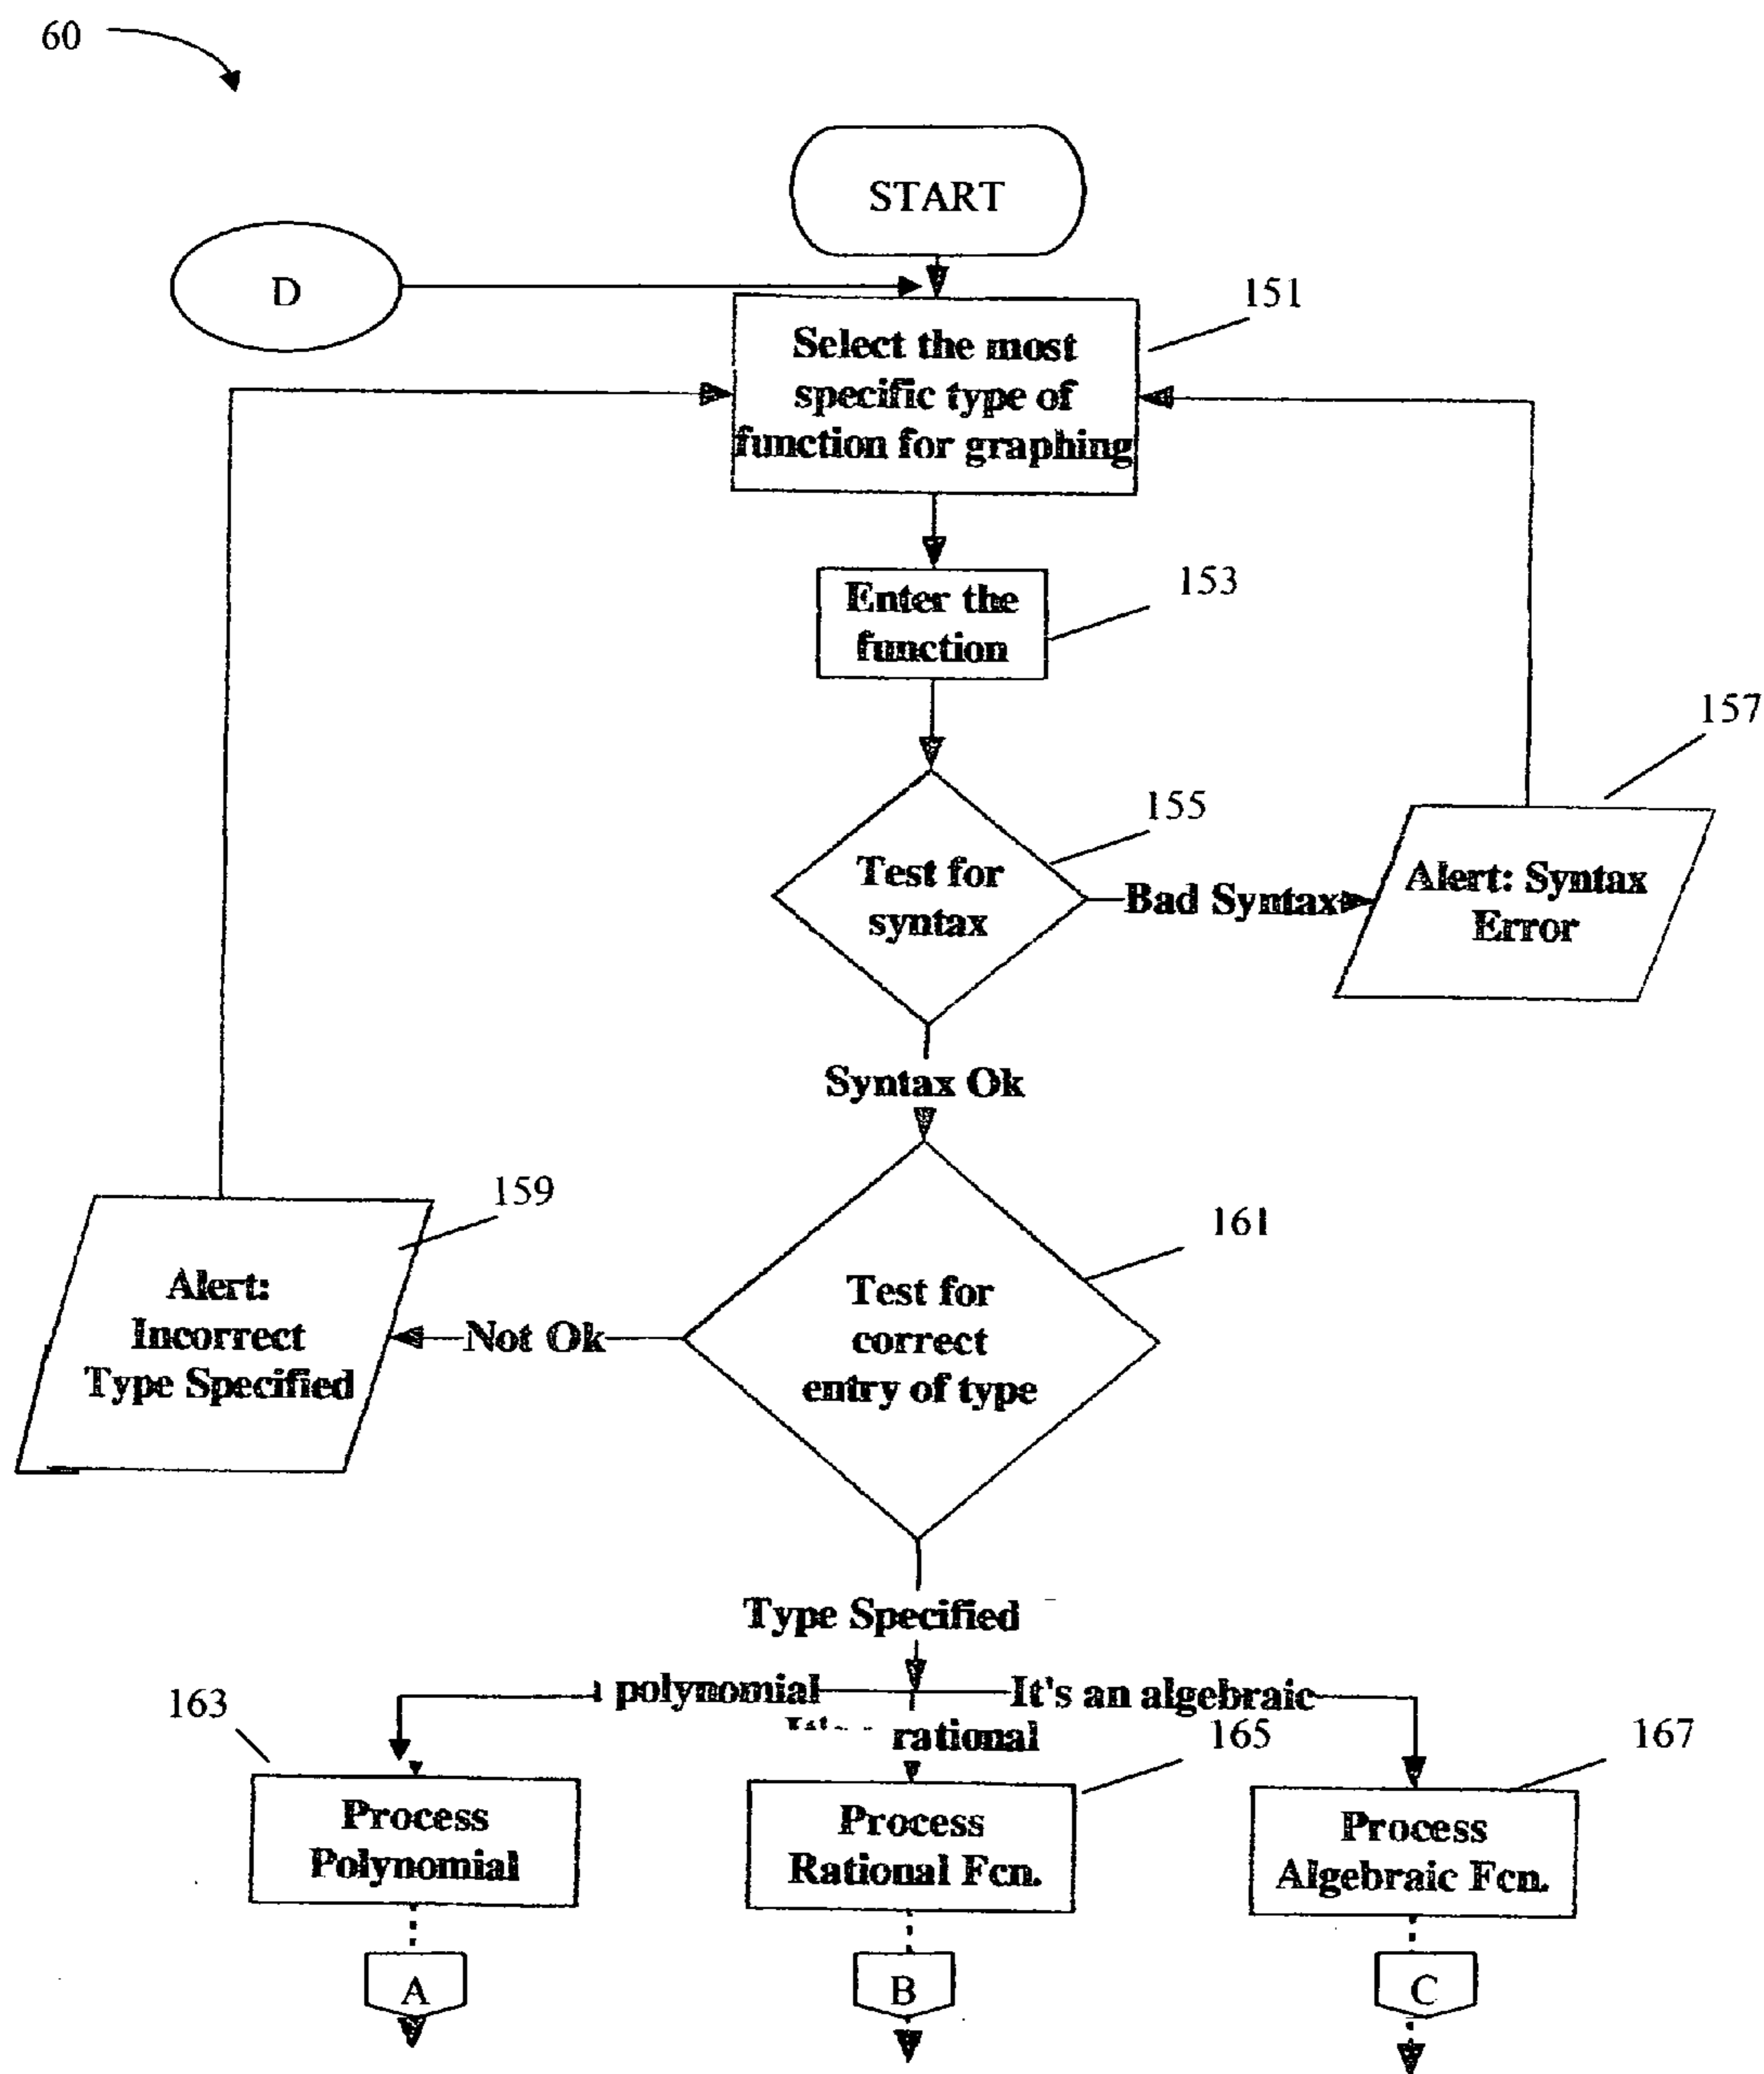 60
START
D
151
Select the most
specific type of
function for graphing
153
Enter the
function
157
155
Test for
syntax
Bad Syntax
Alert: Syntax
Error
Syntax Ok
159
161
Alert:
Incorrect
Type Specified
Not Ok
Test for
correct
entry of type
Type Specified
polynomial
It's an algebraic
163
rational
165
167
Process
Polynomial
Process
Rational Fcn.
Process
Algebraic Fcn.
A
B
C